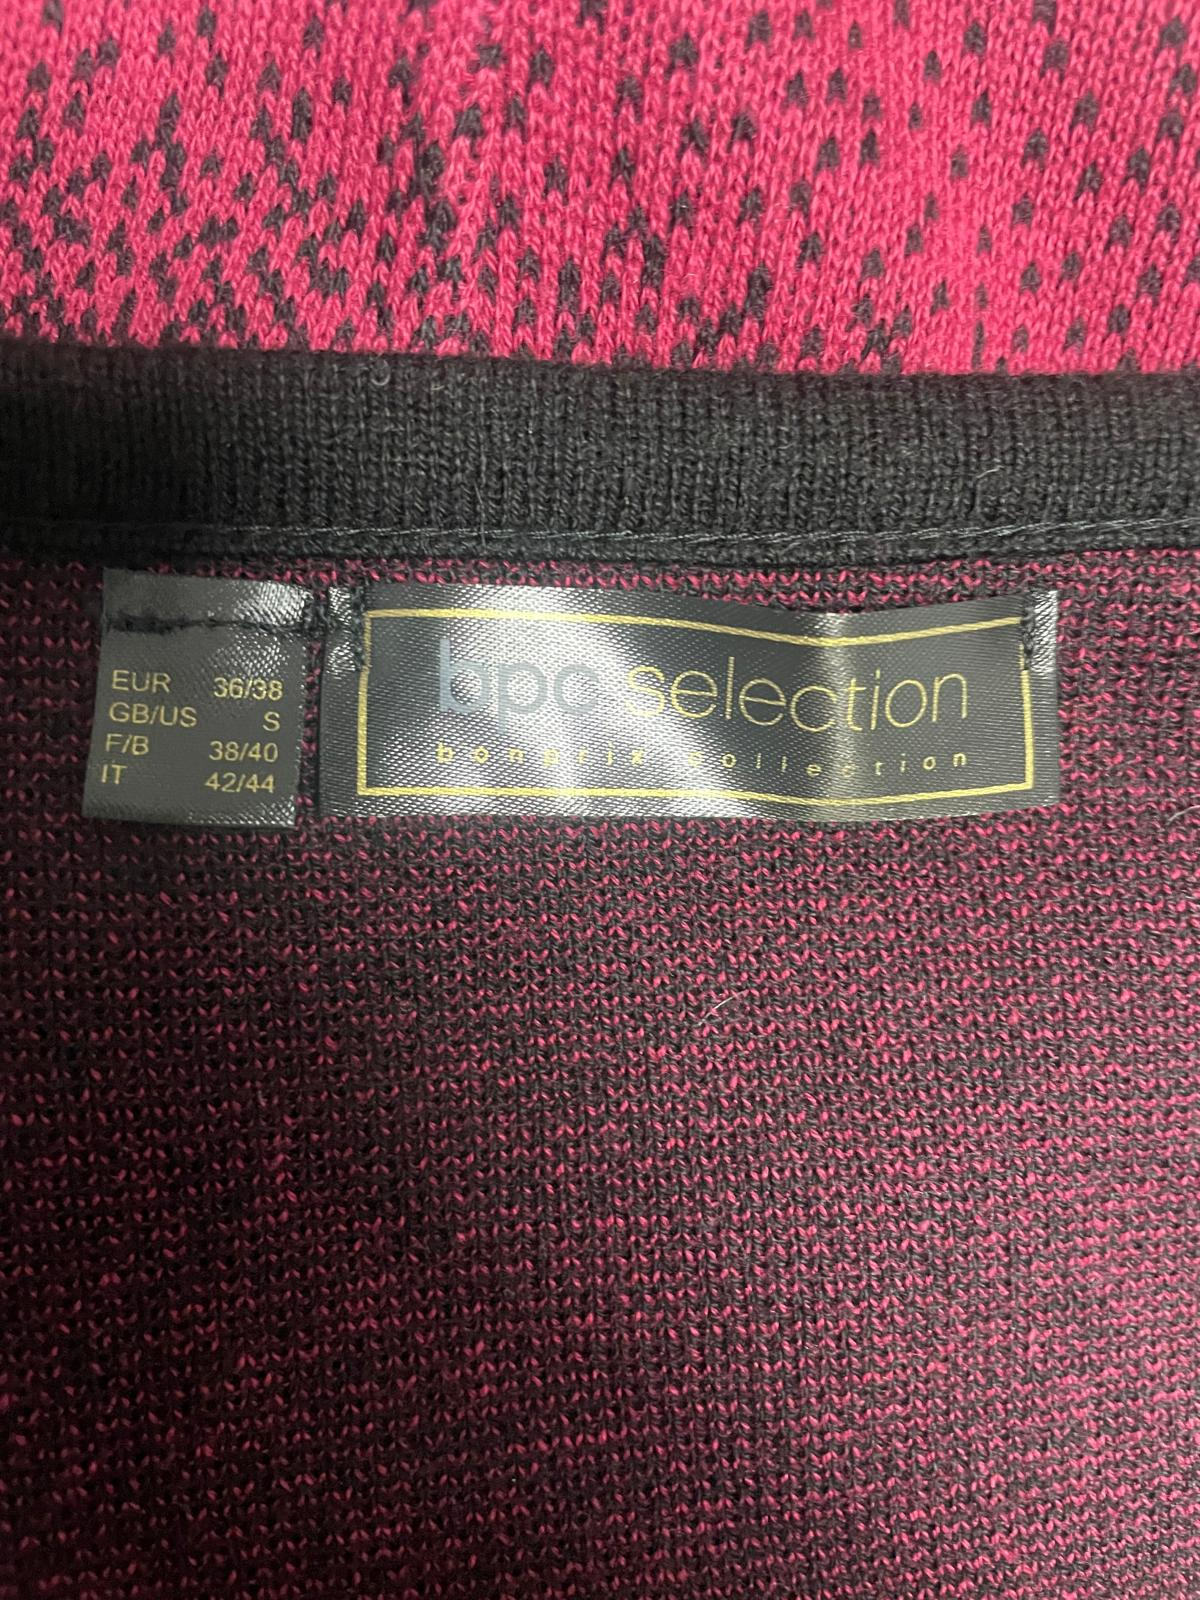 EUR 36/38
GB/US S
F/B 38/40
IT 42/44
bpc selection
bonprix collection